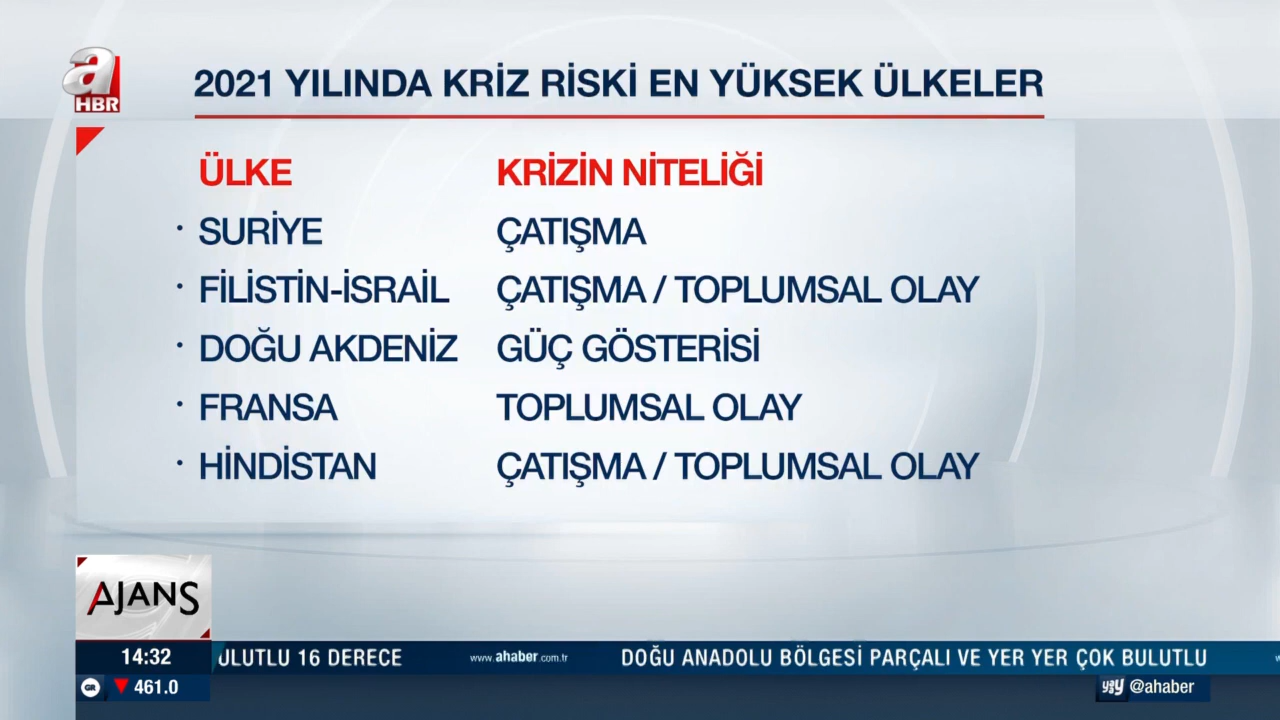 a
HBR
2021 YILINDA KRİZ RİSKİ EN YÜKSEK ÜLKELER
ÜLKE KRİZİN NİTELİĞİ
· SURİYE ÇATIŞMA
· FİLİSTİN-İSRAİL ÇATIŞMA / TOPLUMSAL OLAY
· DOĞU AKDENİZ GÜÇ GÖSTERİSİ
· FRANSA TOPLUMSAL OLAY
· HİNDİSTAN ÇATIŞMA / TOPLUMSAL OLAY
AJANS
14:32 ULUTLU 16 DERECE www.ahaber.com.tr DOĞU ANADOLU BÖLGESİ PARÇALI VE YER YER ÇOK BULUTLU
GR 461.0 @ahaber